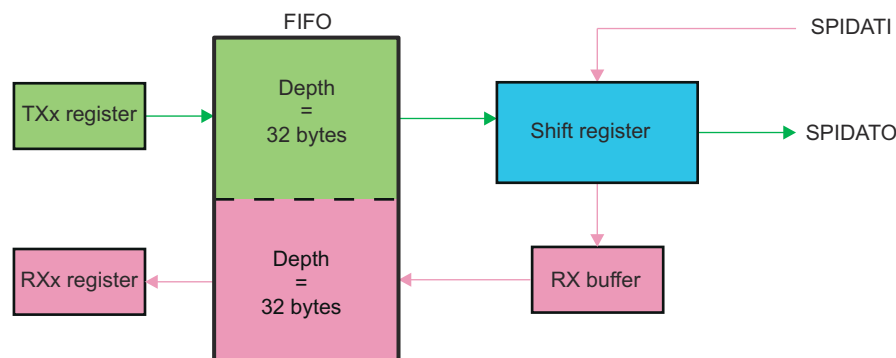 FIFO
SPIDATI
TXx register
Depth
=
32 bytes
Shift register
SPIDATO
RXx register
Depth
=
32 bytes
RX buffer